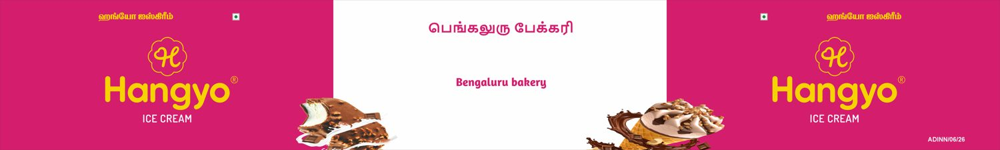 ஹங்யோ ஐஸ்கிரீம்
H
Hangyo®
ICE CREAM
பெங்கலுரு பேக்கரி
Bengaluru bakery
ஹங்யோ ஐஸ்கிரீம்
H
Hangyo®
ICE CREAM
ADINN/06/26